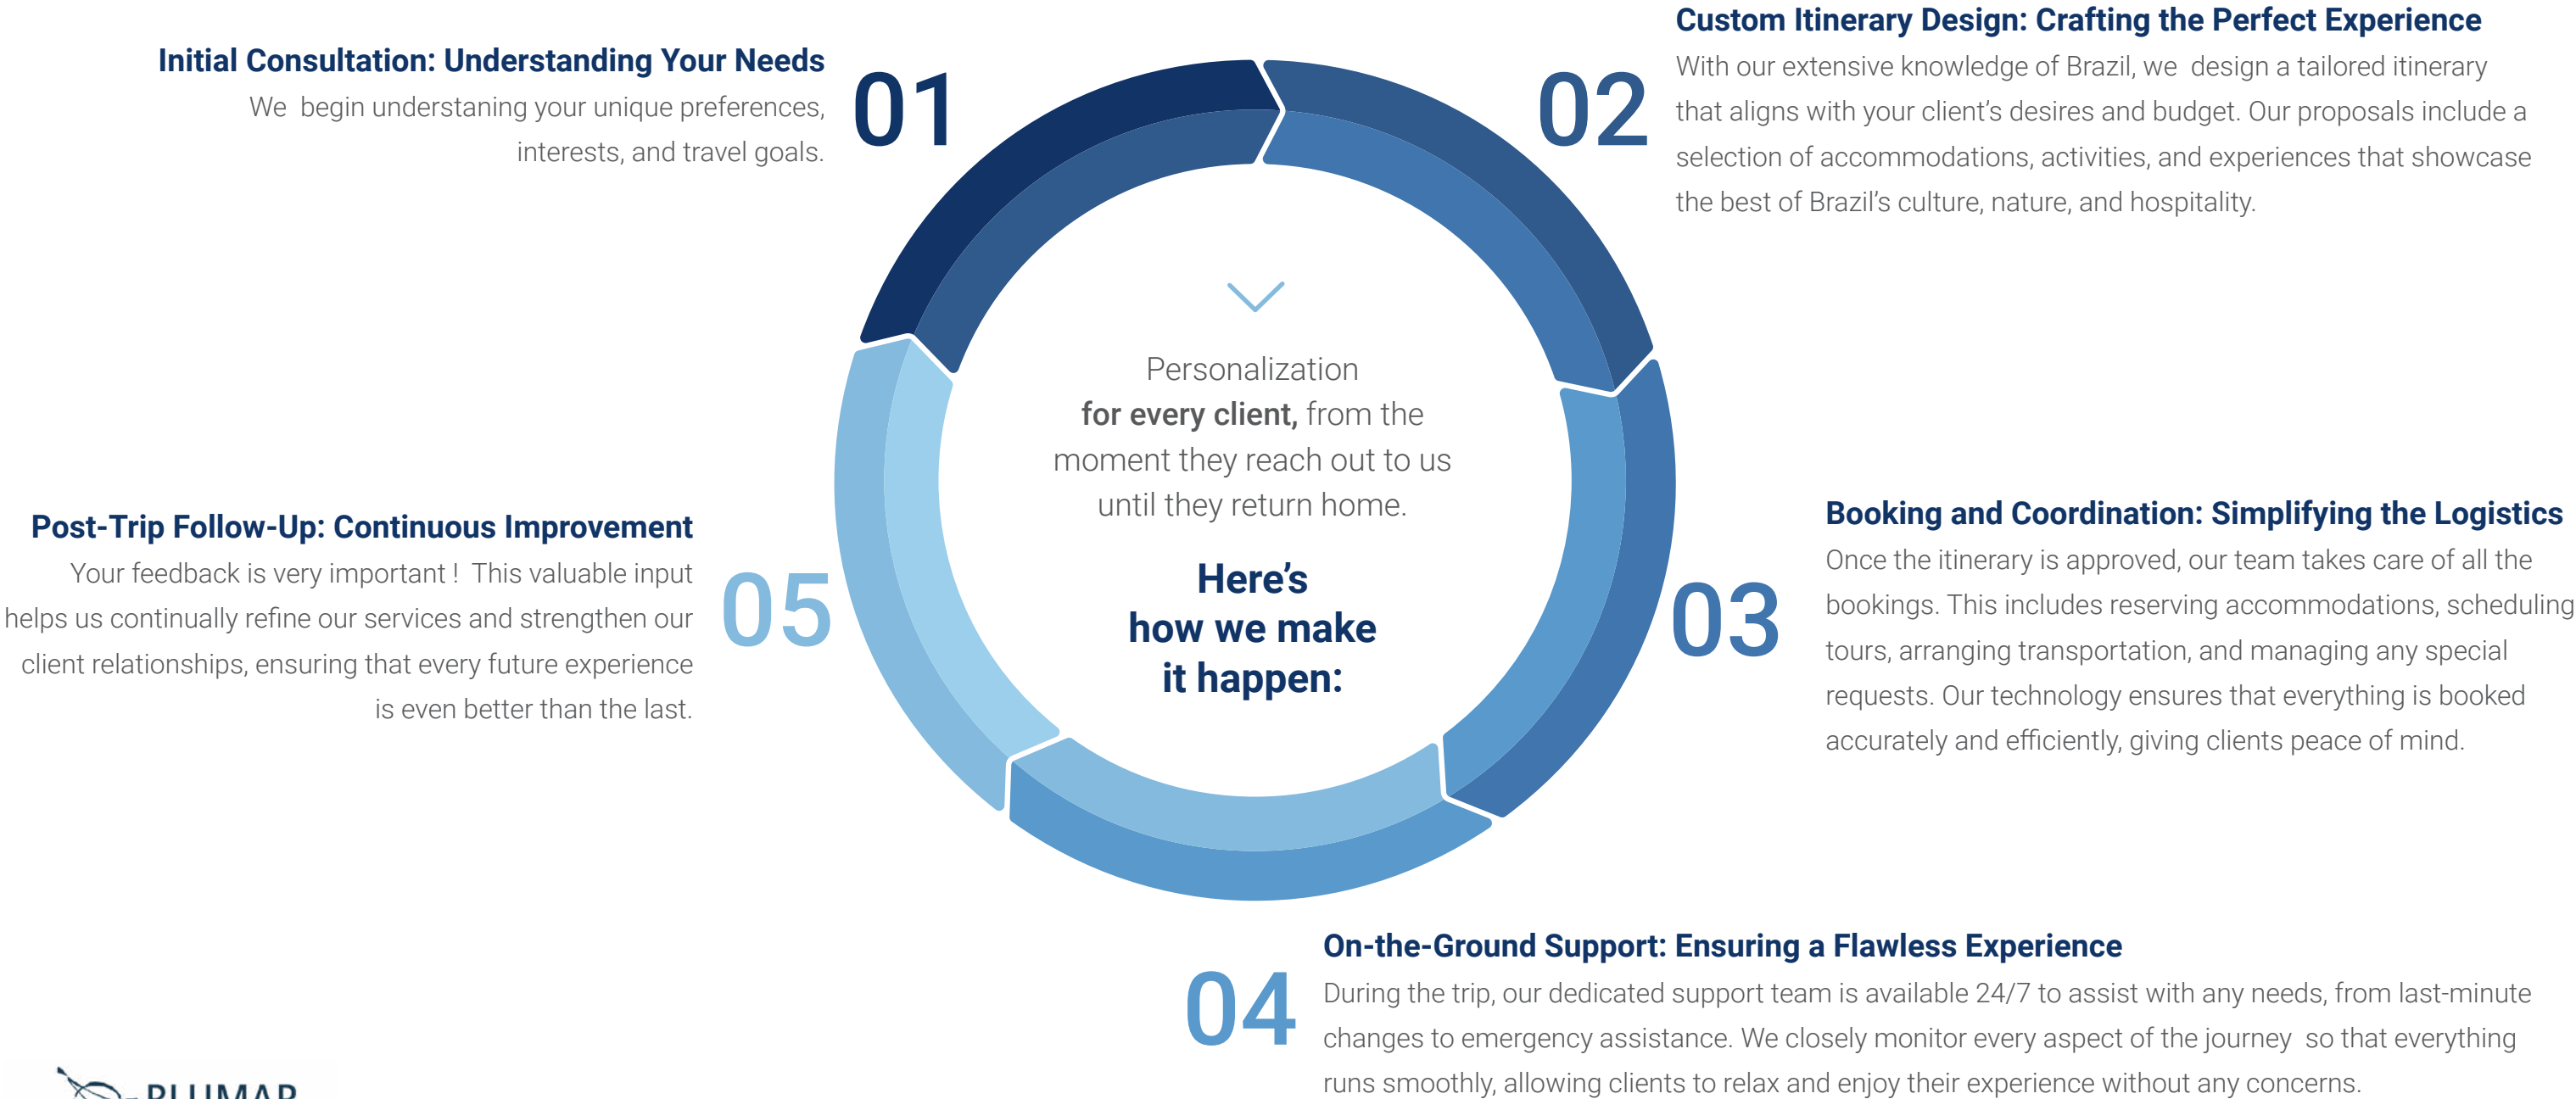 Initial Consultation: Understanding Your Needs
We begin understaning your unique preferences,
interests, and travel goals.
01
02
Custom Itinerary Design: Crafting the Perfect Experience
With our extensive knowledge of Brazil, we design a tailored itinerary
that aligns with your client's desires and budget. Our proposals include a
selection of accommodations, activities, and experiences that showcase
the best of Brazil's culture, nature, and hospitality.
Personalization
for every client, from the
moment they reach out to us
until they return home.
Here's
how we make
it happen:
03
Booking and Coordination: Simplifying the Logistics
Once the itinerary is approved, our team takes care of all the
bookings. This includes reserving accommodations, scheduling
tours, arranging transportation, and managing any special
requests. Our technology ensures that everything is booked
accurately and efficiently, giving clients peace of mind.
04
On-the-Ground Support: Ensuring a Flawless Experience
During the trip, our dedicated support team is available 24/7 to assist with any needs, from last-minute
changes to emergency assistance. We closely monitor every aspect of the journey so that everything
runs smoothly, allowing clients to relax and enjoy their experience without any concerns.
Post-Trip Follow-Up: Continuous Improvement
Your feedback is very important ! This valuable input
helps us continually refine our services and strengthen our
client relationships, ensuring that every future experience
is even better than the last.
05
BLUMAR